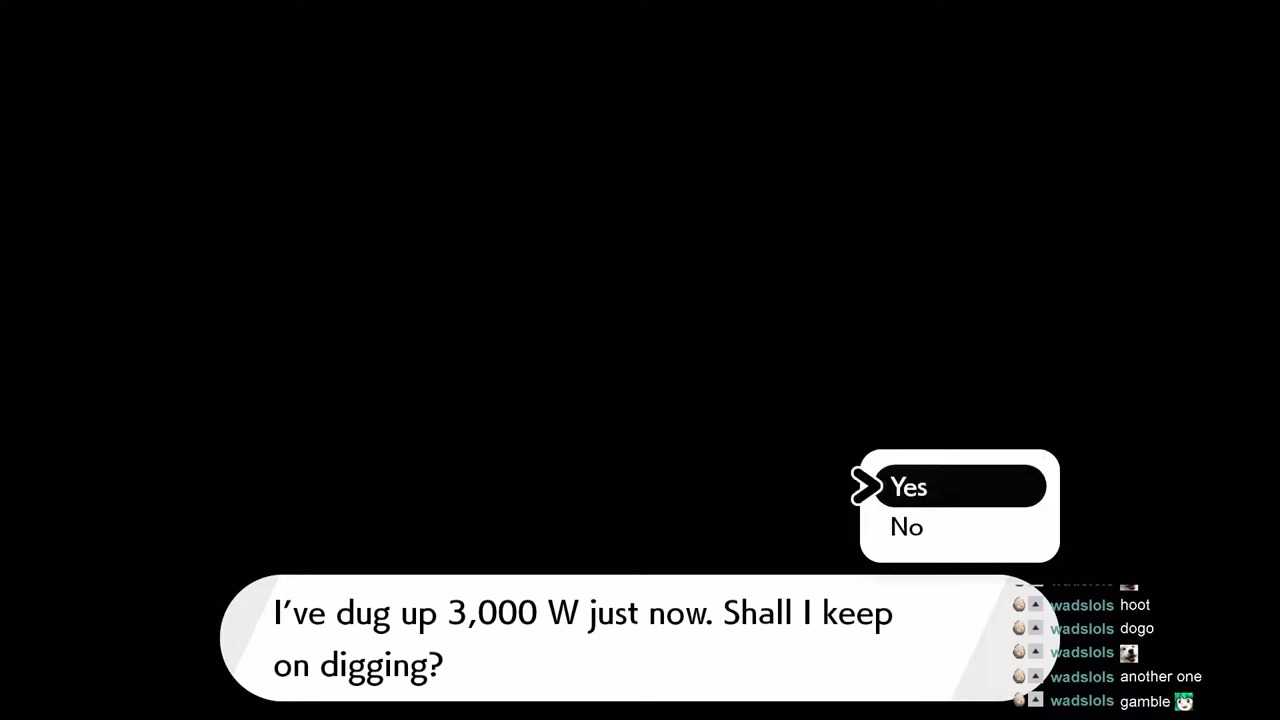 Yes
No
I've dug up 3,000 W just now. Shall I keep
on digging?
wadslols hoot
wadslols dogo
wadslols
wadslols another one
wadslols gamble